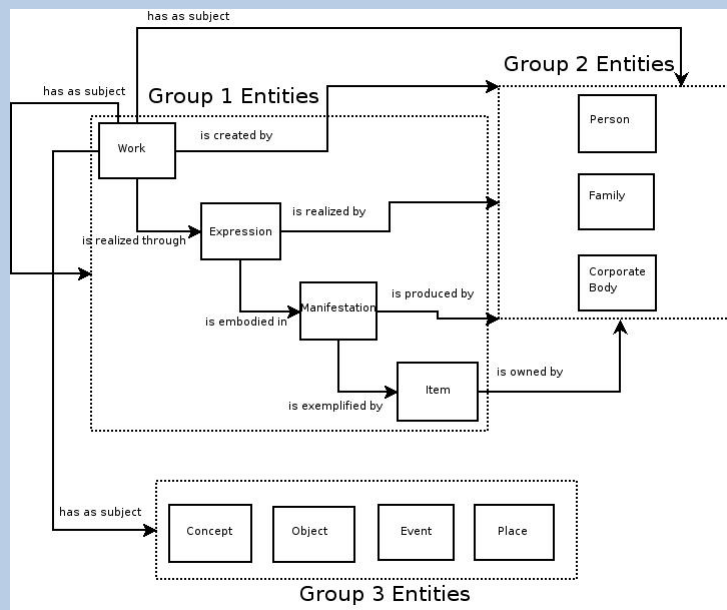 has as subject
Group 2 Entities
has as subject
Group 1 Entities
Person
is created by
Work
Family
is realized by
Expression
is realized through
Corporate
Body
is produced by
Manifestation
is embodied in
is owned by
Item
is exemplified by
has as subject
Concept
Object
Event
Place
Group 3 Entities